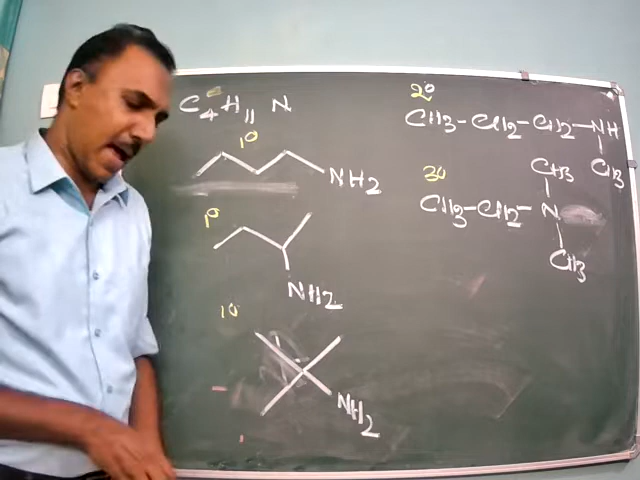 C4H11 N
1°
NH2
1°
NH2
1°
NH2
2°
CH3-CH2-CH2-NH
CH3
3°
CH3
CH3-CH2-N
CH3